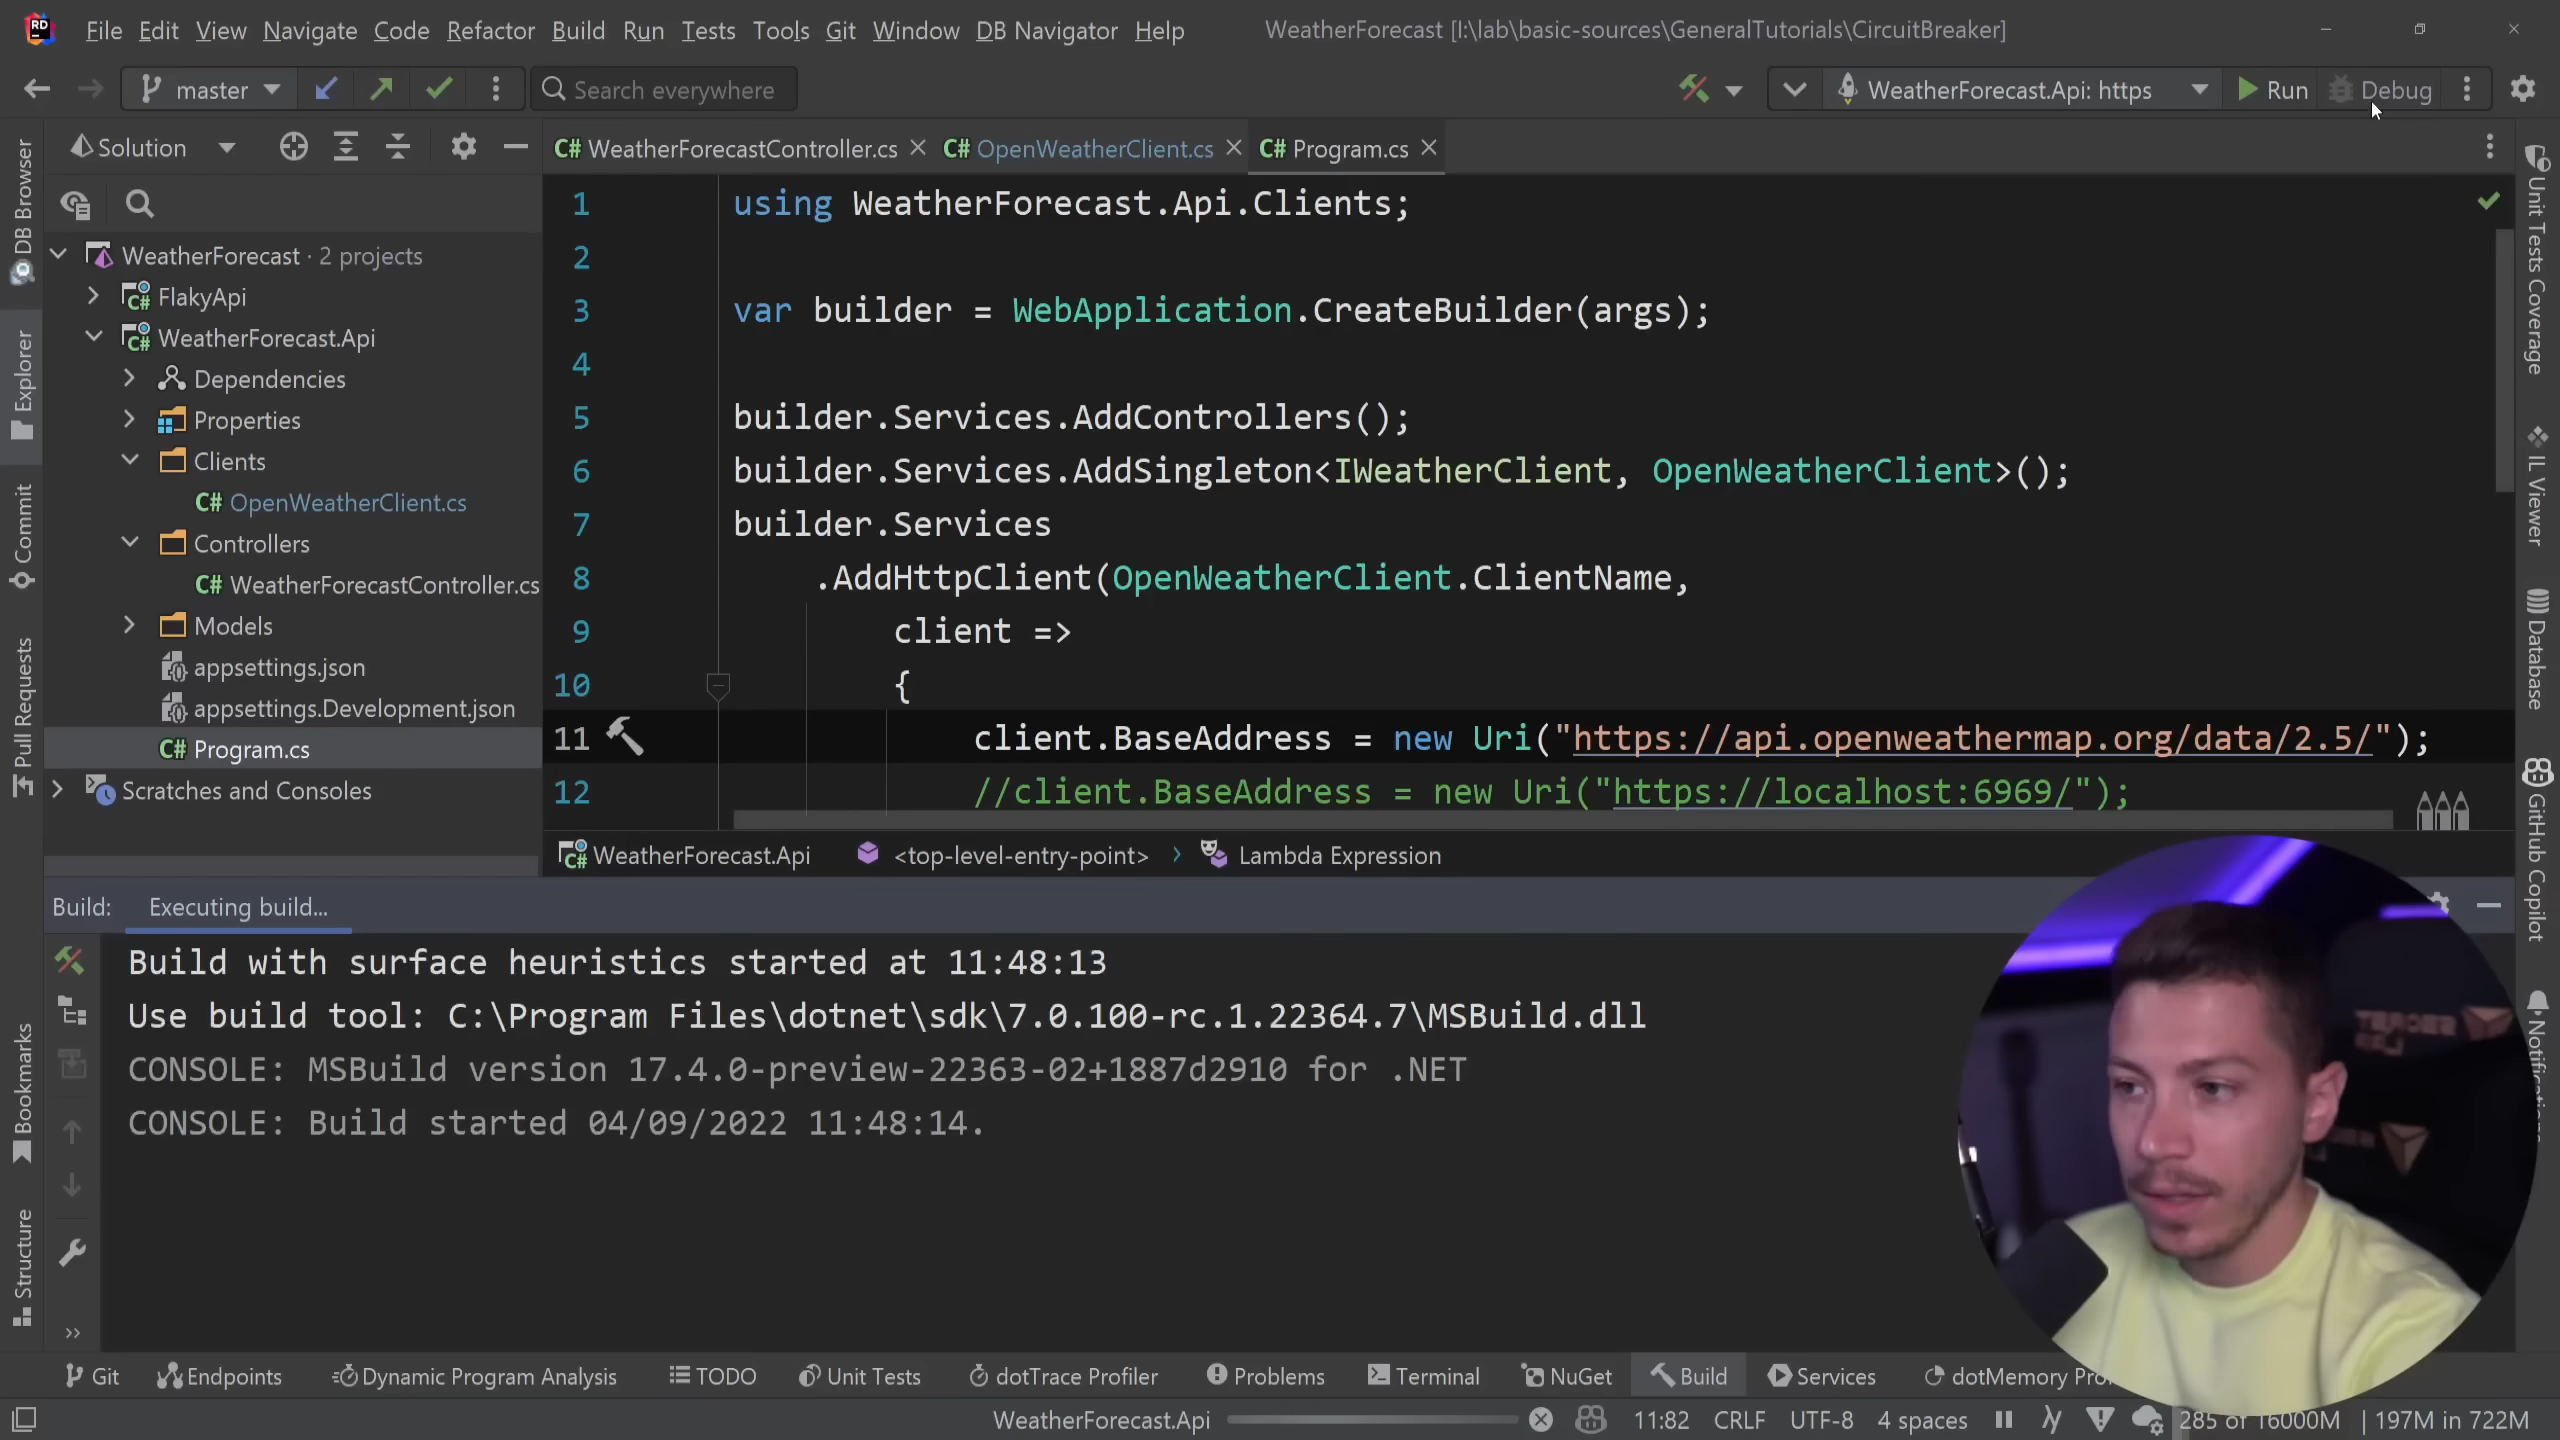 RD
File Edit View Navigate Code Refactor Build Run Tests Tools Git Window DB Navigator Help
WeatherForecast [I:\lab\basic-sources\GeneralTutorials\CircuitBreaker]
master
Search everywhere
WeatherForecast.Api: https
Run
Debug
Solution
C# WeatherForecastController.cs
C# OpenWeatherClient.cs
C# Program.cs
DB Browser
Explorer
Commit
Pull Requests
Bookmarks
Structure
WeatherForecast · 2 projects
C# FlakyApi
C# WeatherForecast.Api
Dependencies
Properties
Clients
C# OpenWeatherClient.cs
Controllers
C# WeatherForecastController.cs
Models
appsettings.json
appsettings.Development.json
C# Program.cs
Scratches and Consoles
1 using WeatherForecast.Api.Clients;
2
3 var builder = WebApplication.CreateBuilder(args);
4
5 builder.Services.AddControllers();
6 builder.Services.AddSingleton<IWeatherClient, OpenWeatherClient>();
7 builder.Services
8 .AddHttpClient(OpenWeatherClient.ClientName,
9 client =>
10 {
11 client.BaseAddress = new Uri("https://api.openweathermap.org/data/2.5/");
12 //client.BaseAddress = new Uri("https://localhost:6969/");
C# WeatherForecast.Api <top-level-entry-point> › Lambda Expression
Unit Tests Coverage
IL Viewer
Database
GitHub Copilot
Notifications
Build: Executing build...
Build with surface heuristics started at 11:48:13
Use build tool: C:\Program Files\dotnet\sdk\7.0.100-rc.1.22364.7\MSBuild.dll
CONSOLE: MSBuild version 17.4.0-preview-22363-02+1887d2910 for .NET
CONSOLE: Build started 04/09/2022 11:48:14.
Git Endpoints Dynamic Program Analysis TODO Unit Tests dotTrace Profiler Problems Terminal NuGet Build Services dotMemory
WeatherForecast.Api
11:82 CRLF UTF-8 4 spaces 285 of 16000M | 197M in 722M